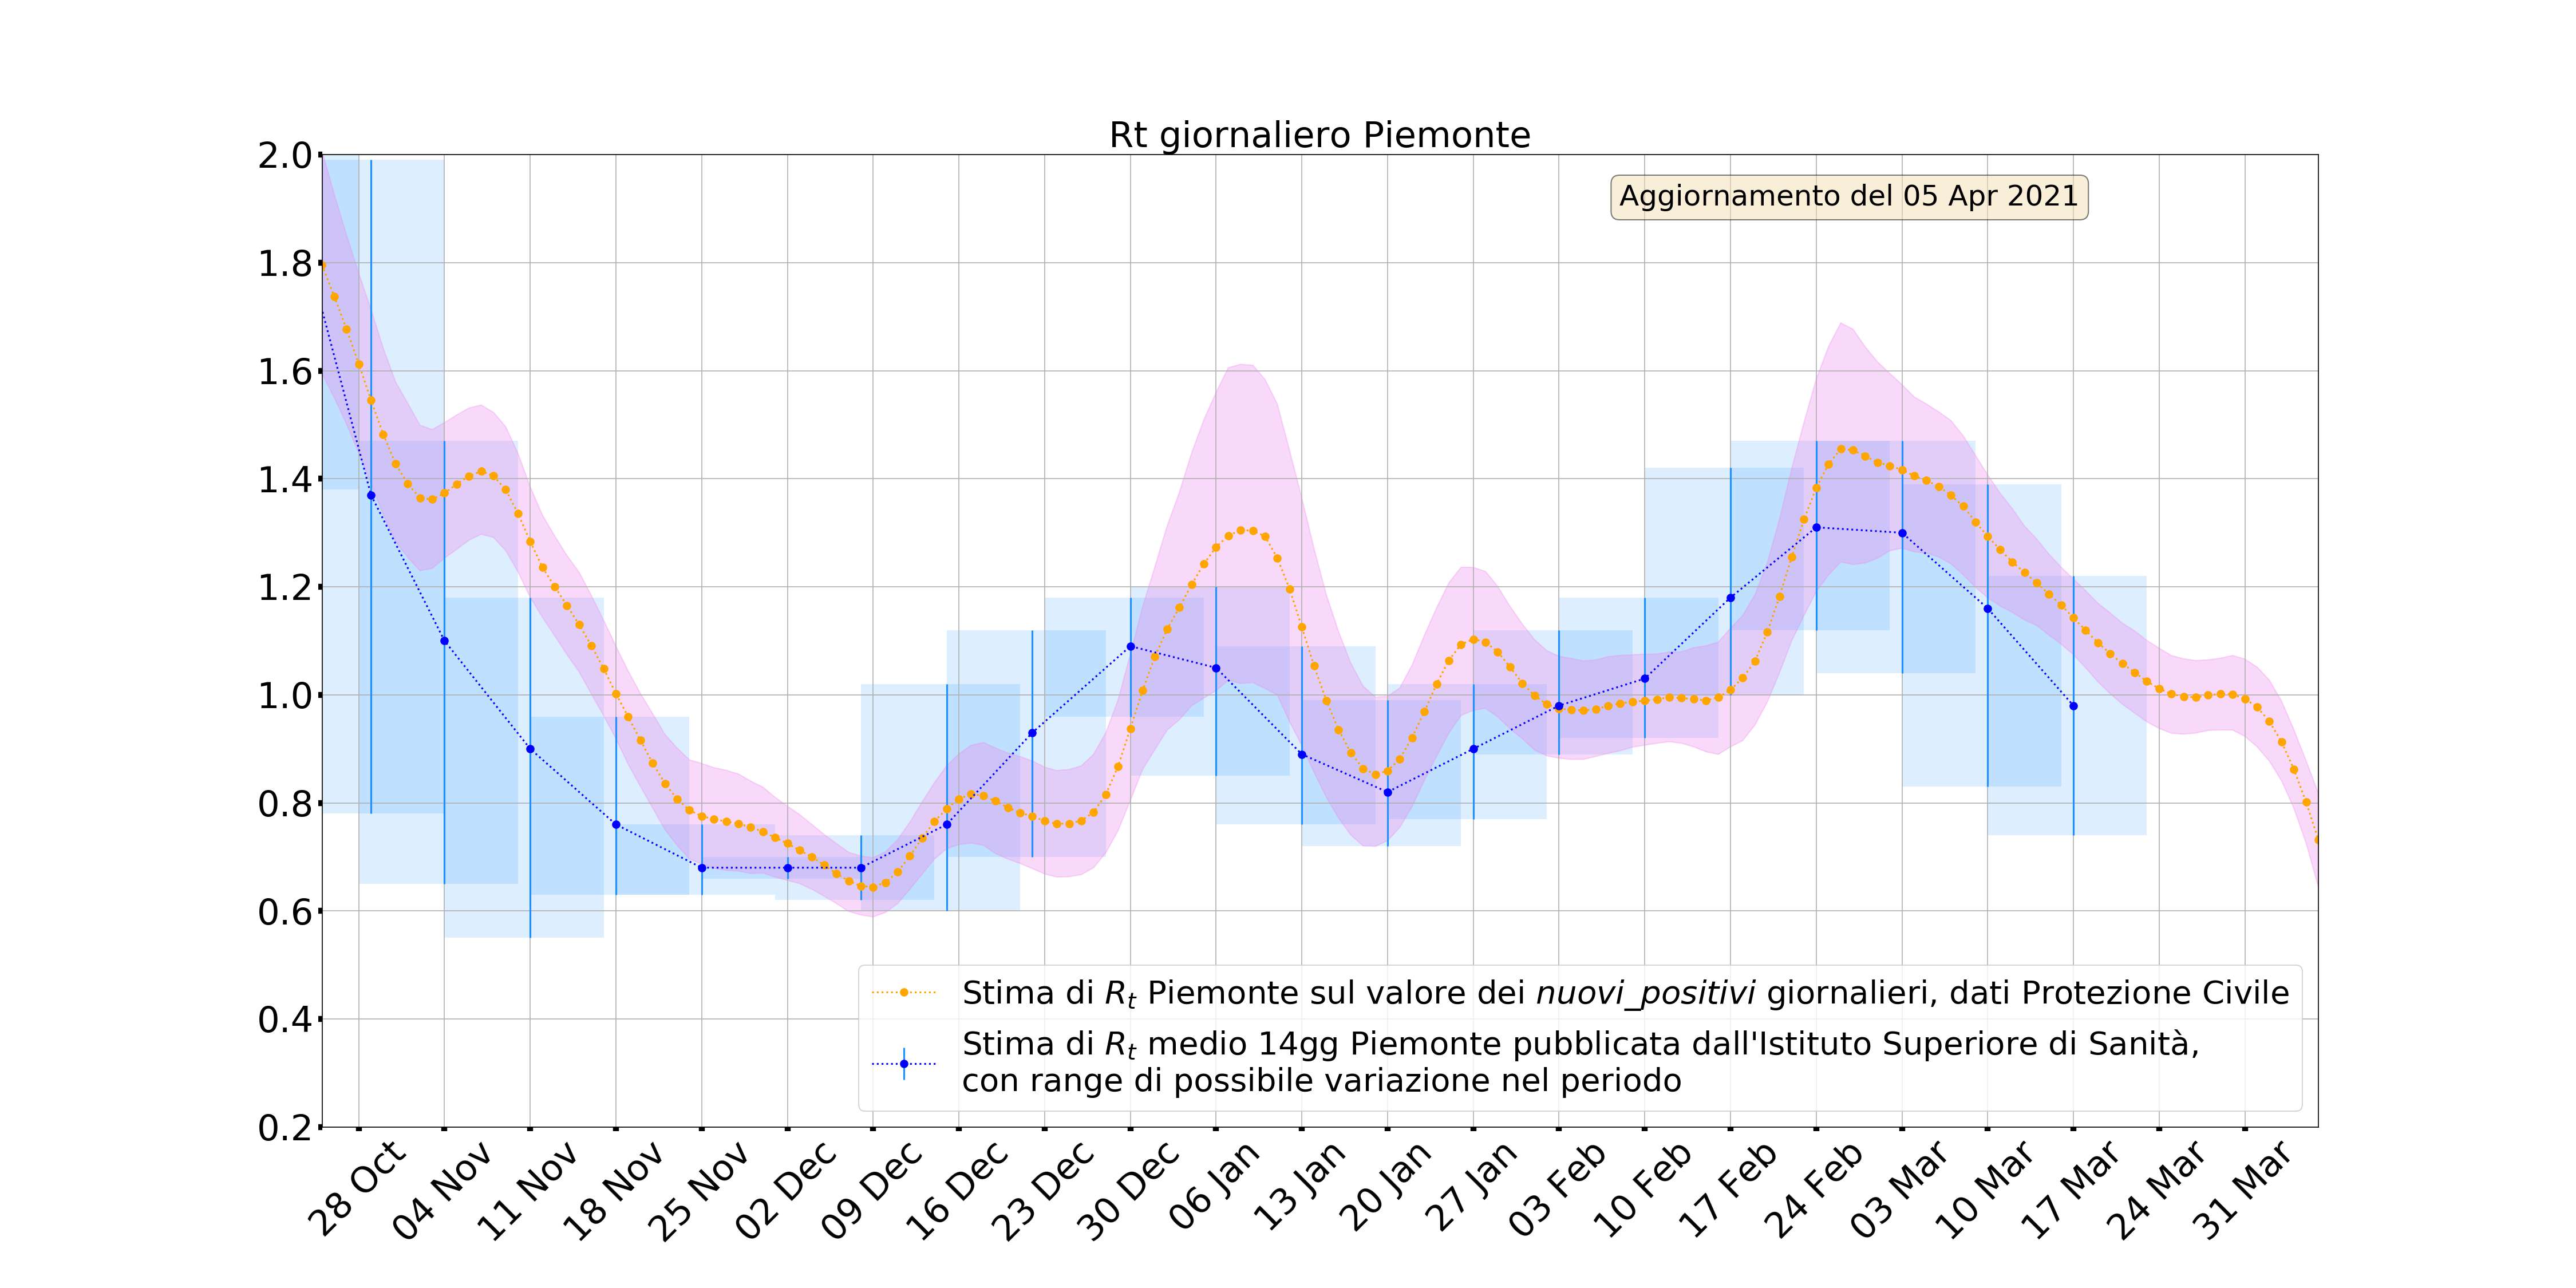 Rt giornaliero Piemonte
Aggiornamento del 05 Apr 2021
2.0
1.8
1.6
1.4
1.2
1.0
0.8
0.6
0.4
0.2
Stima di Rt Piemonte sul valore dei nuovi_positivi giornalieri, dati Protezione Civile
Stima di Rt medio 14gg Piemonte pubblicata dall'Istituto Superiore di Sanità,
con range di possibile variazione nel periodo
28 Oct
04 Nov
11 Nov
18 Nov
25 Nov
02 Dec
09 Dec
16 Dec
23 Dec
30 Dec
06 Jan
13 Jan
20 Jan
27 Jan
03 Feb
10 Feb
17 Feb
24 Feb
03 Mar
10 Mar
17 Mar
24 Mar
31 Mar